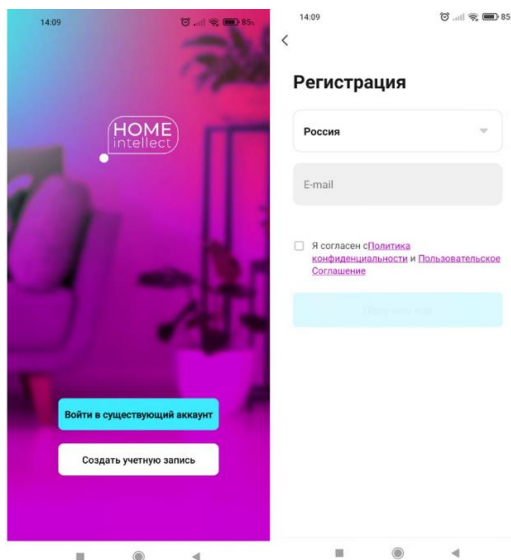 14:09
85
HOME
intellect
Войти в существующий аккаунт
Создать учетную запись
14:09
85
Регистрация
Россия
E-mail
Я согласен сПолитика
конфиденциальности и Пользовательское
Соглашение